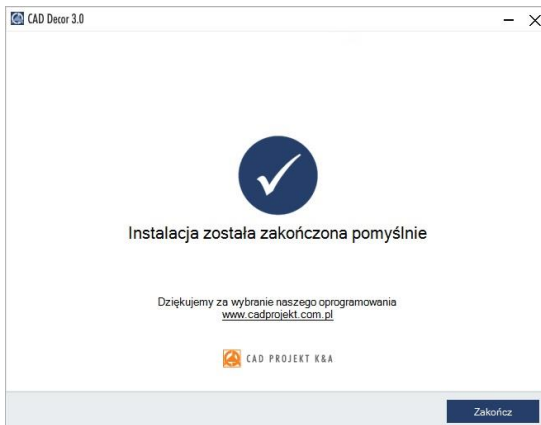 CAD Decor 3.0
Instalacja została zakończona pomyślnie
Dziękujemy za wybranie naszego oprogramowania
www.cadprojekt.com.pl
CAD PROJEKT K&A
Zakończ